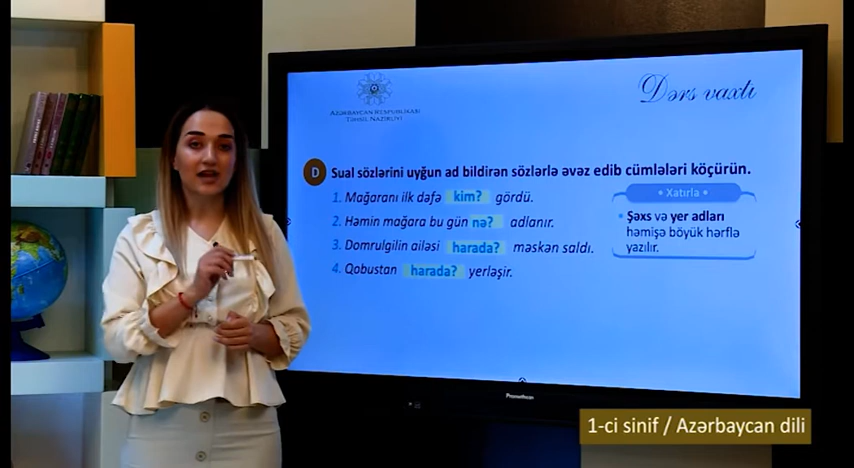 AZƏRBAYCAN RESPUBLİKASI
TƏHSİL NAZİRLİYİ
Dərs vaxtı
D Sual sözlərini uyğun ad bildirən sözlərlə əvəz edib cümlələri köçürün.
1. Mağaranı ilk dəfə kim? gördü.
2. Həmin mağara bu gün nə? adlanır.
3. Domrulgilin ailəsi harada? məskən saldı.
4. Qobustan harada? yerləşir.
• Xatırla •
• Şəxs və yer adları
həmişə böyük hərflə
yazılır.
Promethean
1-ci sinif / Azərbaycan dili